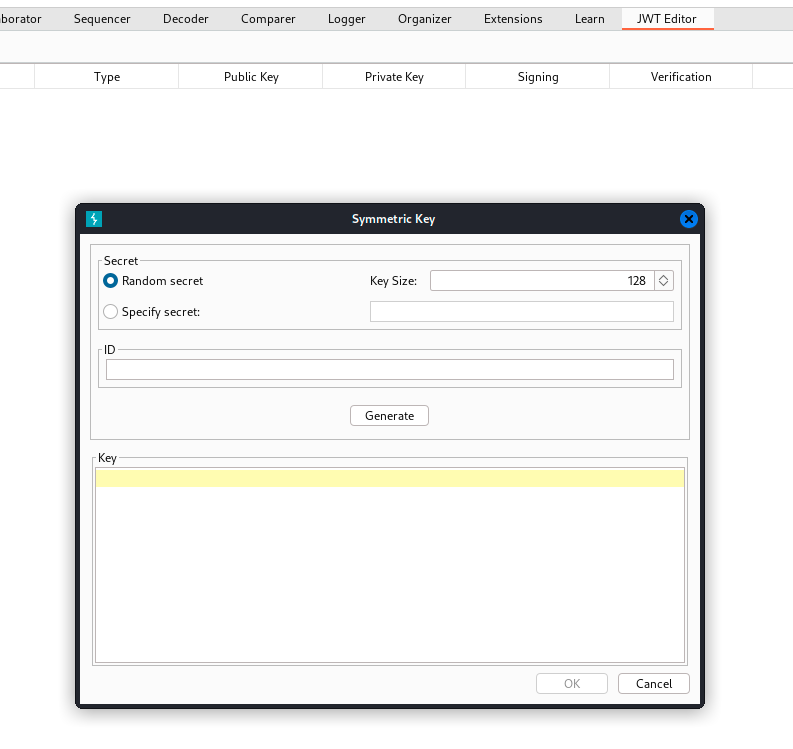 borator Sequencer Decoder Comparer Logger Organizer Extensions Learn JWT Editor
Type Public Key Private Key Signing Verification
Symmetric Key
Secret
Random secret Key Size: 128
Specify secret:
ID
Generate
Key
OK Cancel